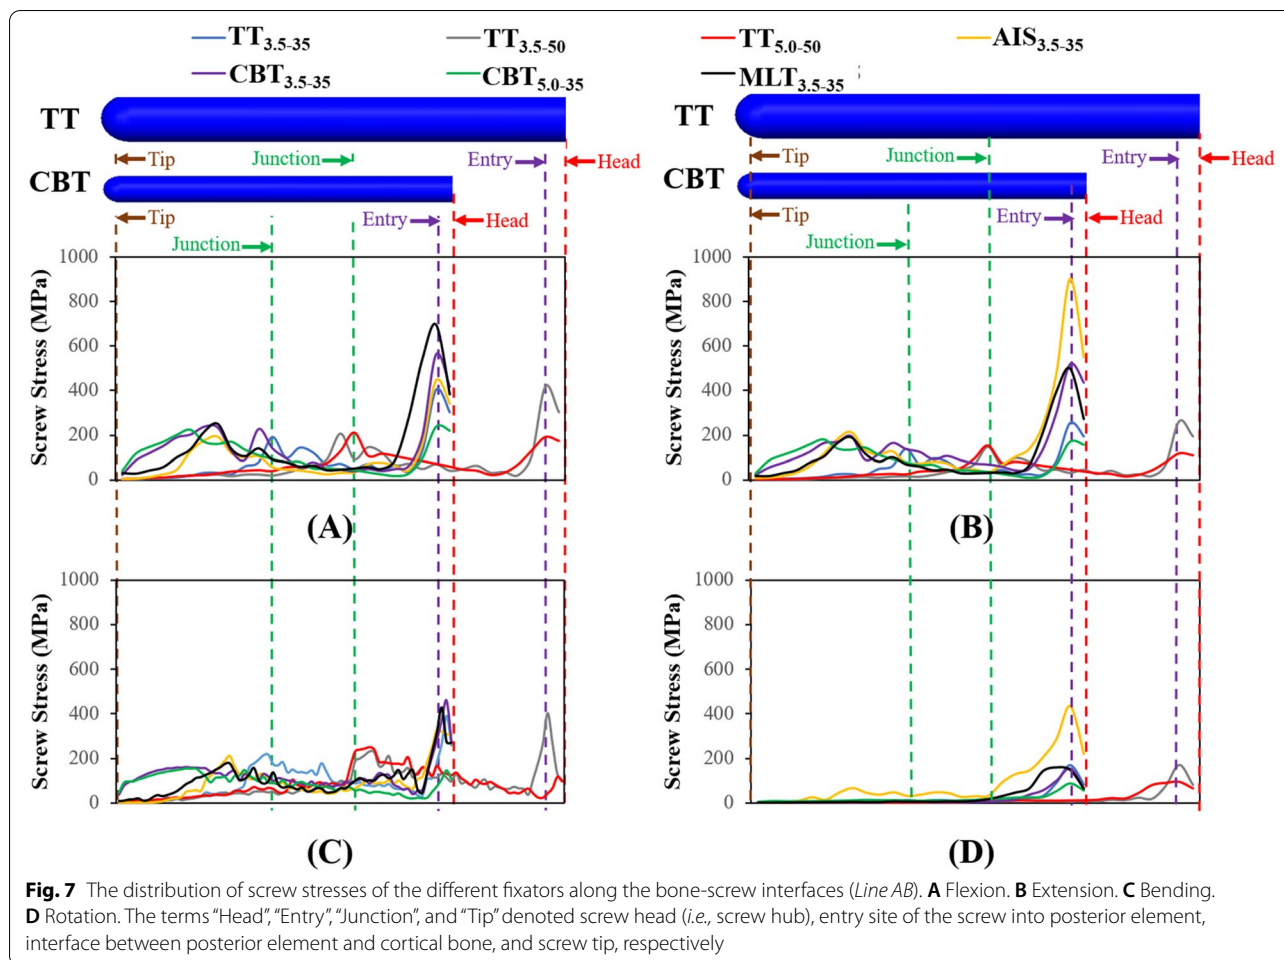 TT3.5-35 TT3.5-50 TT5.0-50 AIS3.5-35
CBT3.5-35 CBT5.0-35 MLT3.5-35
TT TT
Tip Junction Entry Head Tip Junction Entry Head
CBT CBT
Tip Entry Head Tip Entry Head
Junction Junction
Screw Stress (MPa)
1000
800
600
400
200
0
(A)
Screw Stress (MPa)
1000
800
600
400
200
0
(B)
Screw Stress (MPa)
1000
800
600
400
200
0
(C)
Screw Stress (MPa)
1000
800
600
400
200
0
(D)
Fig. 7 The distribution of screw stresses of the different fixators along the bone-screw interfaces (Line AB). A Flexion. B Extension. C Bending.
D Rotation. The terms “Head”, “Entry”, “Junction”, and “Tip” denoted screw head (i.e., screw hub), entry site of the screw into posterior element,
interface between posterior element and cortical bone, and screw tip, respectively